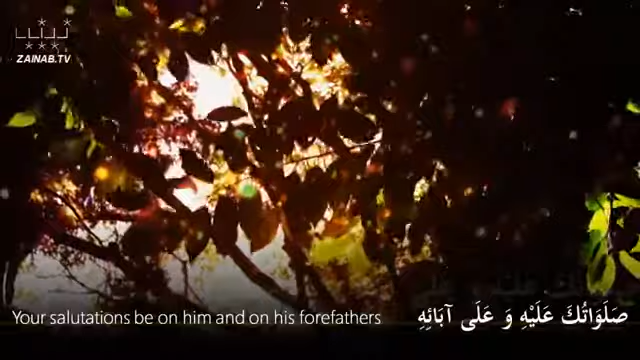 ZAINAB.TV
Your salutations be on him and on his forefathers
صَلَوَاتُكَ عَلَيْهِ وَ عَلَى آبَائِهِ